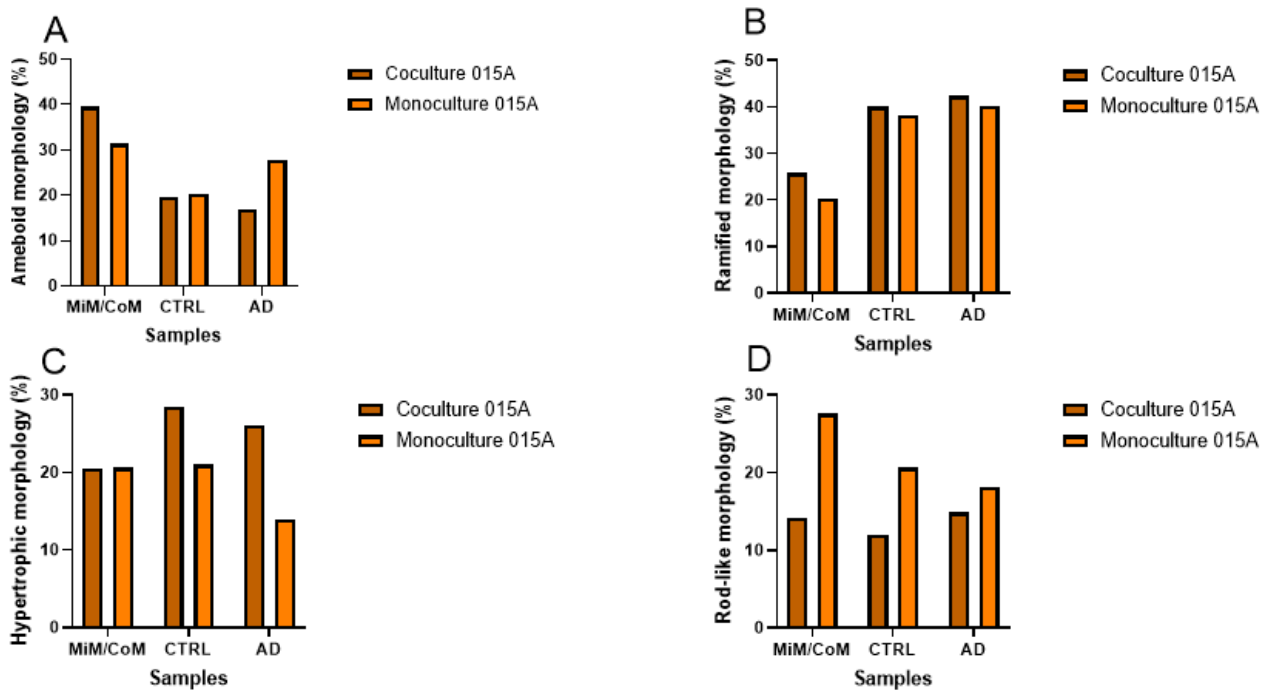 A
Ameboid morphology (%)
50
40
30
20
10
0
MiM/CoM CTRL AD
Samples
Coculture 015A
Monoculture 015A
B
Ramified morphology (%)
50
40
30
20
10
0
MiM/CoM CTRL AD
Samples
Coculture 015A
Monoculture 015A
C
Hypertrophic morphology (%)
30
20
10
0
MiM/CoM CTRL AD
Samples
Coculture 015A
Monoculture 015A
D
Rod-like morphology (%)
30
20
10
0
MiM/CoM CTRL AD
Samples
Coculture 015A
Monoculture 015A